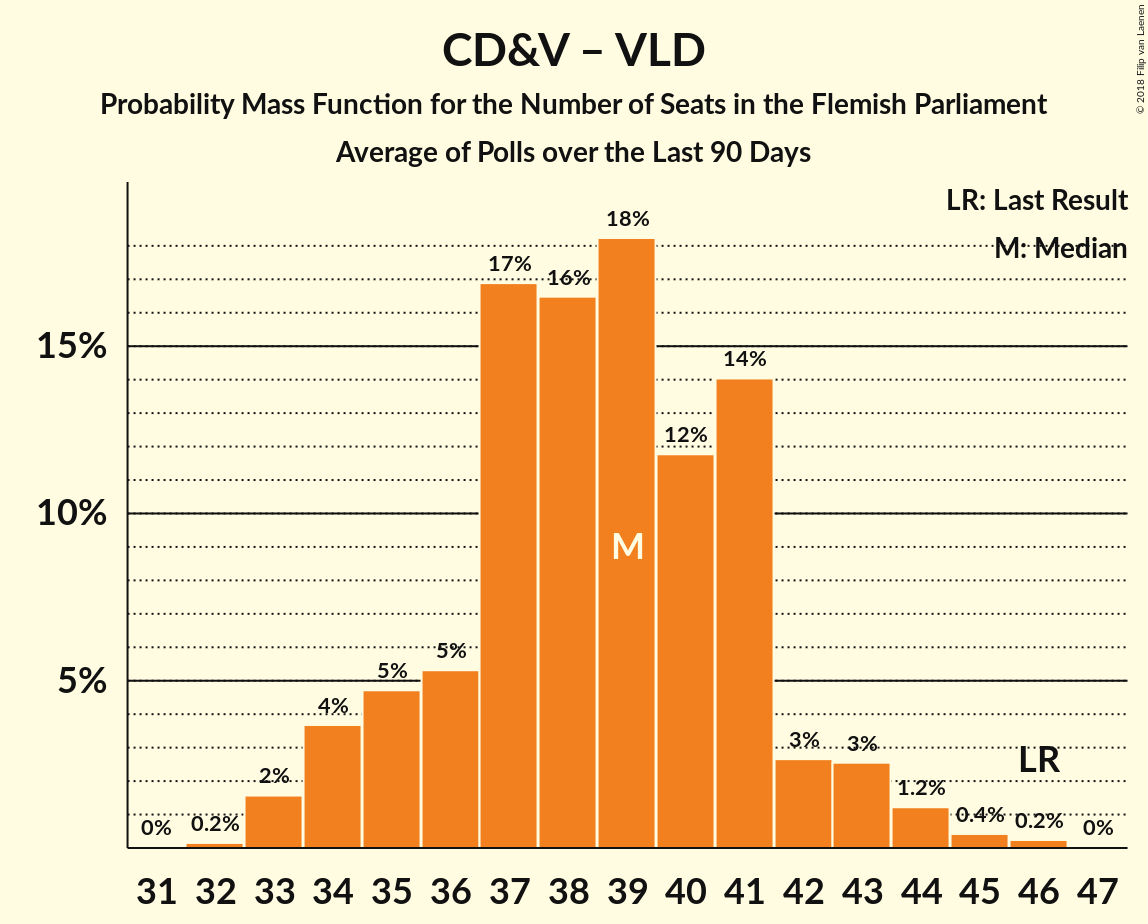 CD&V – VLD
Probability Mass Function for the Number of Seats in the Flemish Parliament
Average of Polls over the Last 90 Days
© 2018 Filip van Laenen
LR: Last Result
M: Median
15%
10%
5%
0%
0.2%
2%
4%
5%
5%
17%
16%
18%
12%
14%
3%
3%
1.2%
0.4%
0.2%
0%
M
LR
31 32 33 34 35 36 37 38 39 40 41 42 43 44 45 46 47